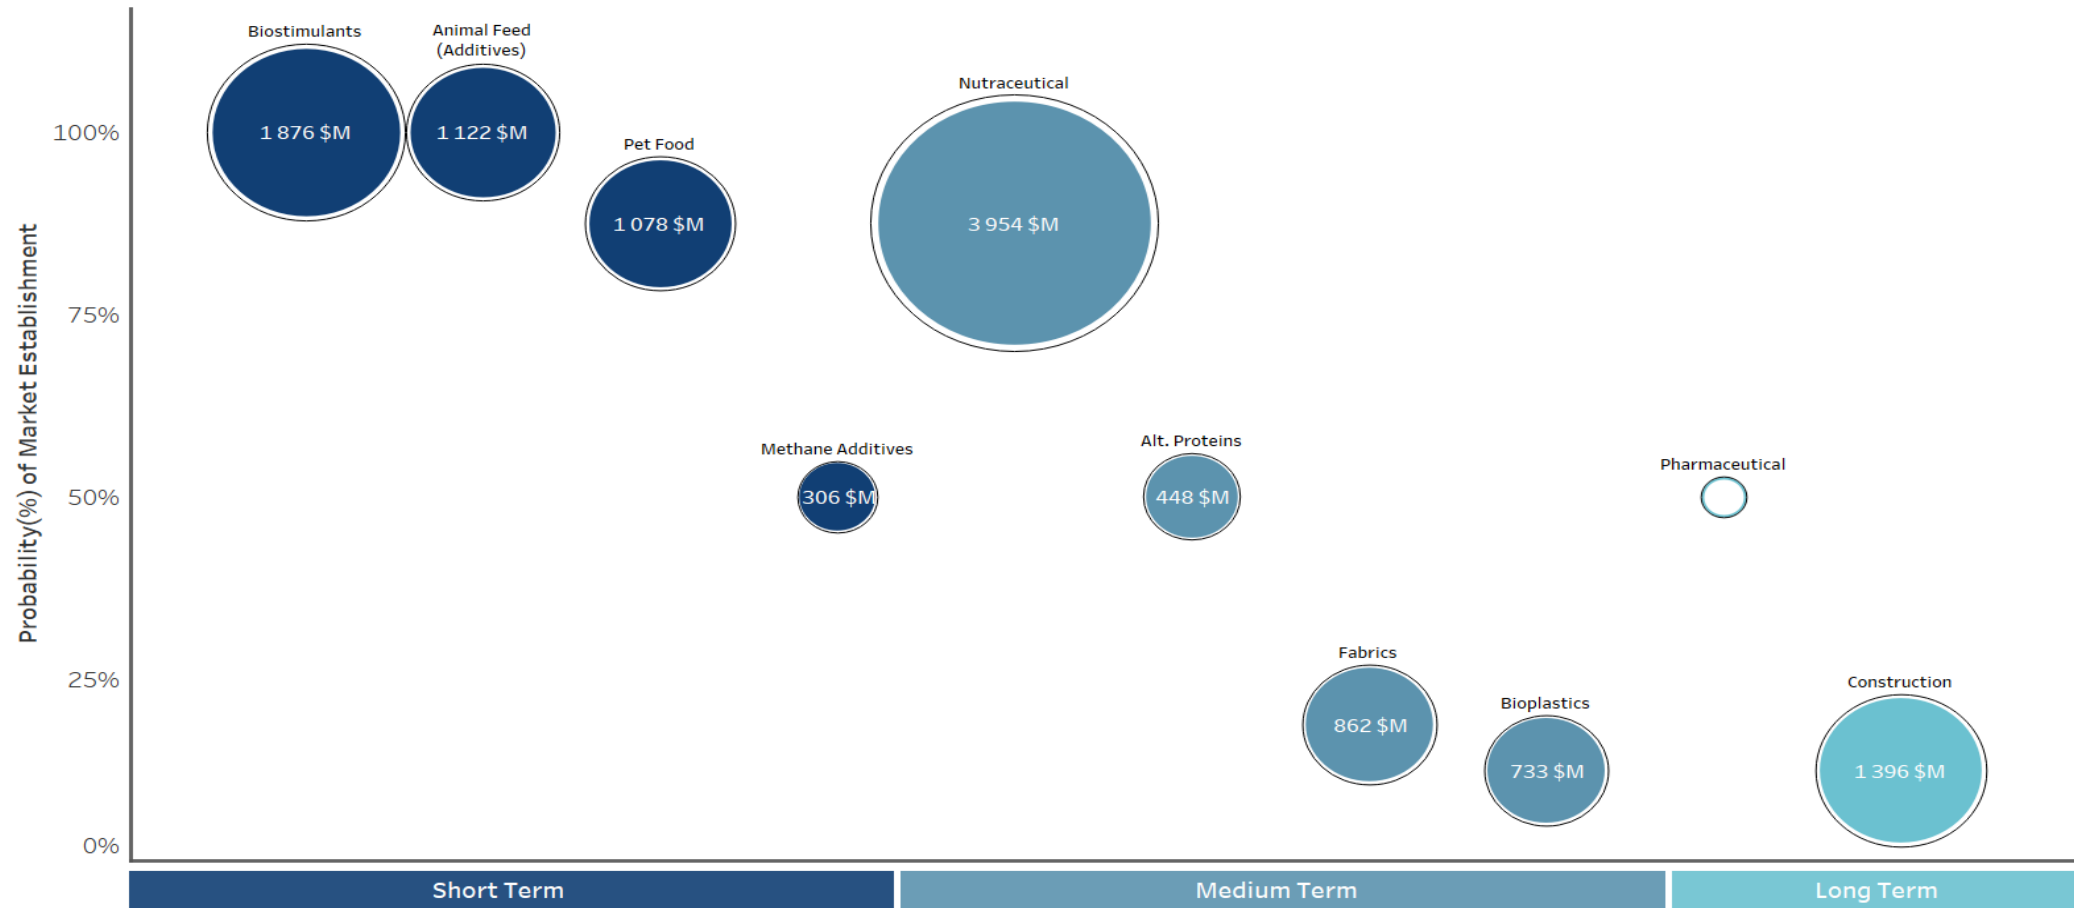 Biostimulants
Animal Feed
(Additives)
Nutraceutical
1 876 $M
1 122 $M
Pet Food
1 078 $M
3 954 $M
Methane Additives
306 $M
Alt. Proteins
448 $M
Pharmaceutical
Fabrics
862 $M
Bioplastics
733 $M
Construction
1 396 $M
Probability(%) of Market Establishment
100%
75%
50%
25%
0%
Short Term
Medium Term
Long Term